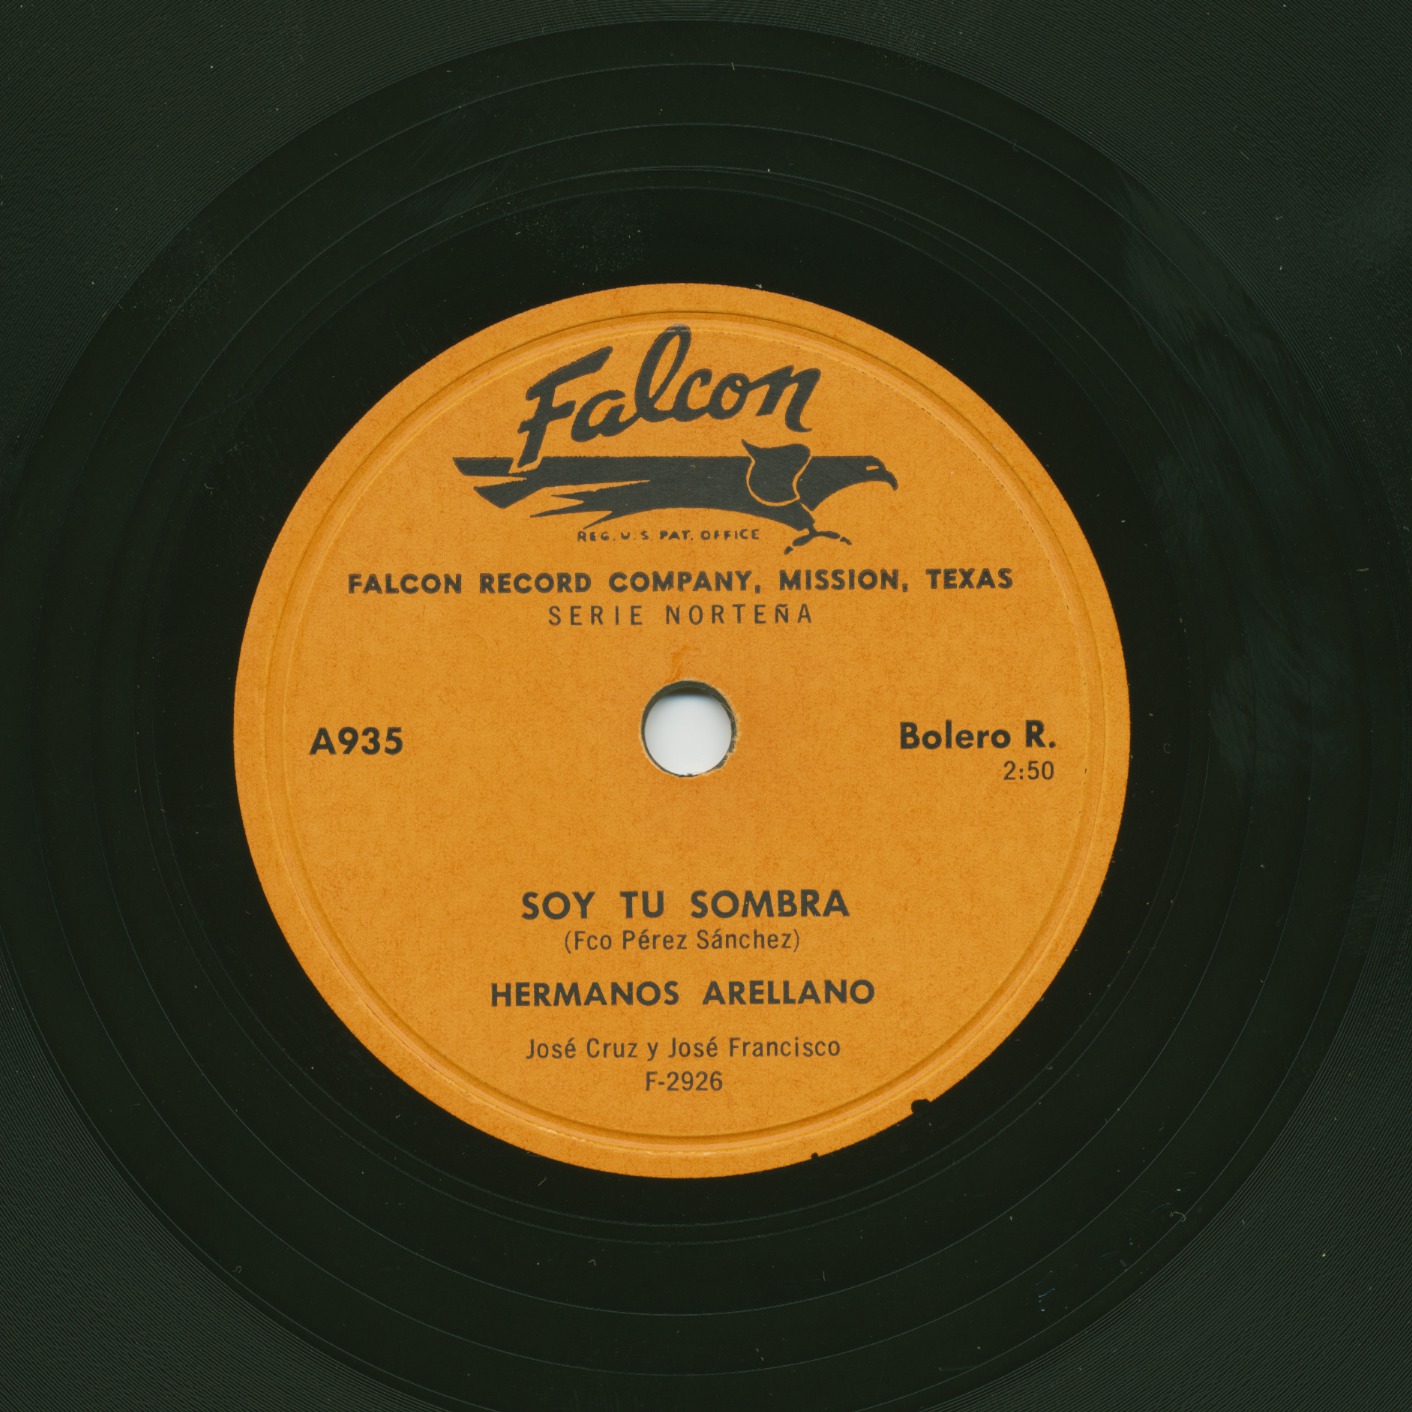 Falcon
REG. U.S. PAT. OFFICE
FALCON RECORD COMPANY, MISSION, TEXAS
SERIE NORTEÑA
A935
Bolero R.
2:50
SOY TU SOMBRA
(Fco Pérez Sánchez)
HERMANOS ARELLANO
José Cruz y José Francisco
F-2926